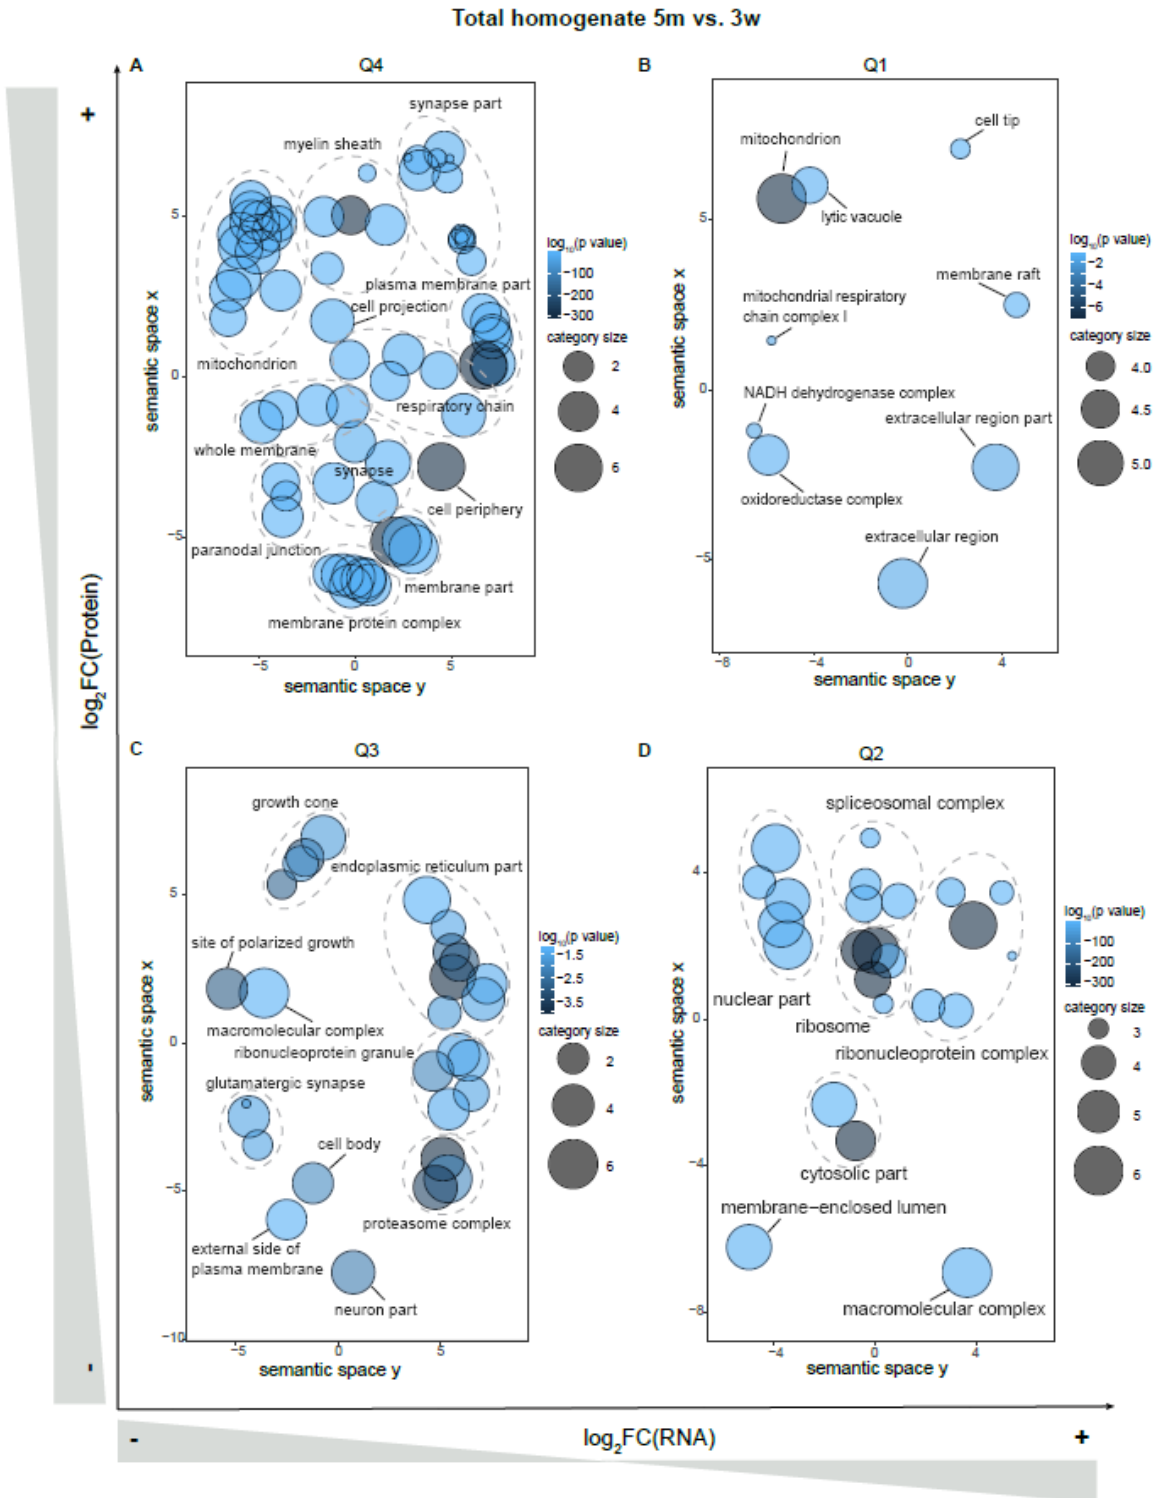 Total homogenate 5m vs. 3w
A
Q4
synapse part
myelin sheath
plasma membrane part
cell projection
mitochondrion
respiratory chain
whole membrane
synapse
cell periphery
paranodal junction
membrane part
membrane protein complex
5
0
−5
−5
0
5
semantic space x
semantic space y
log10(p value)
−100
−200
−300
category size
2
4
6
B
Q1
cell tip
mitochondrion
lytic vacuole
membrane raft
mitochondrial respiratory
chain complex I
NADH dehydrogenase complex
extracellular region part
oxidoreductase complex
extracellular region
5
0
−5
−8
−4
0
4
semantic space x
semantic space y
log10(p value)
−2
−4
−6
category size
4.0
4.5
5.0
C
Q3
growth cone
endoplasmic reticulum part
site of polarized growth
macromolecular complex
ribonucleoprotein granule
glutamatergic synapse
cell body
proteasome complex
external side of
plasma membrane
neuron part
5
0
−5
−10
−5
0
5
semantic space x
semantic space y
log10(p value)
−1.5
−2.5
−3.5
category size
2
4
6
D
Q2
spliceosomal complex
nuclear part
ribosome
ribonucleoprotein complex
cytosolic part
membrane−enclosed lumen
macromolecular complex
4
0
−4
−8
−4
0
4
semantic space x
semantic space y
log10(p value)
−100
−200
−300
category size
3
4
5
6
+
log2FC(Protein)
-
-
log2FC(RNA)
+